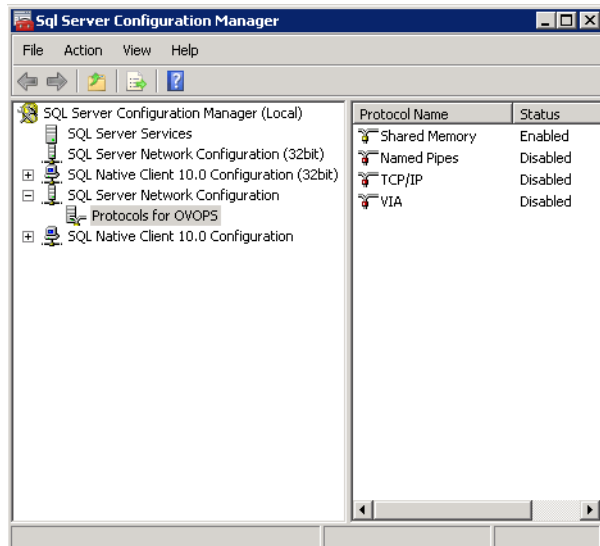 Sql Server Configuration Manager
File Action View Help
SQL Server Configuration Manager (Local)
SQL Server Services
SQL Server Network Configuration (32bit)
SQL Native Client 10.0 Configuration (32bit)
SQL Server Network Configuration
Protocols for OVOPS
SQL Native Client 10.0 Configuration
Protocol Name Status
Shared Memory Enabled
Named Pipes Disabled
TCP/IP Disabled
VIA Disabled